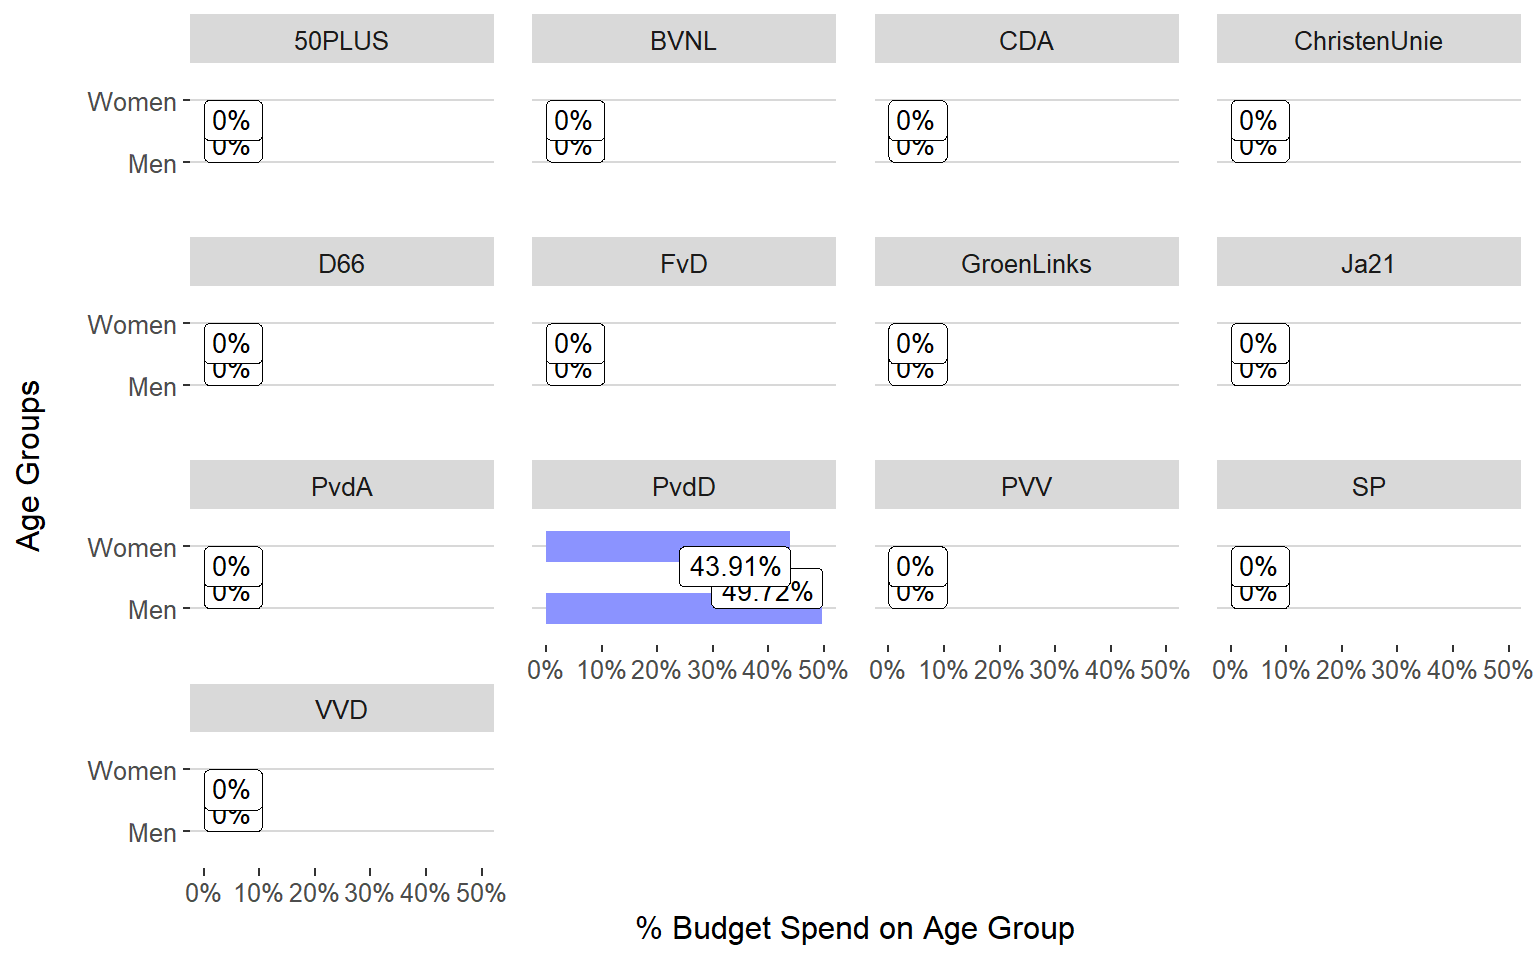 50PLUS BVNL CDA ChristenUnie
Women 0% 0% 0% 0%
Men 0% 0% 0% 0%
D66 FvD GroenLinks Ja21
Women 0% 0% 0% 0%
Men 0% 0% 0% 0%
Age Groups
PvdA PvdD PVV SP
Women 0% 43.91% 0% 0%
Men 0% 49.72% 0% 0%
0% 10% 20% 30% 40% 50% 0% 10% 20% 30% 40% 50% 0% 10% 20% 30% 40% 50%
VVD
Women 0%
Men 0%
0% 10% 20% 30% 40% 50%
% Budget Spend on Age Group